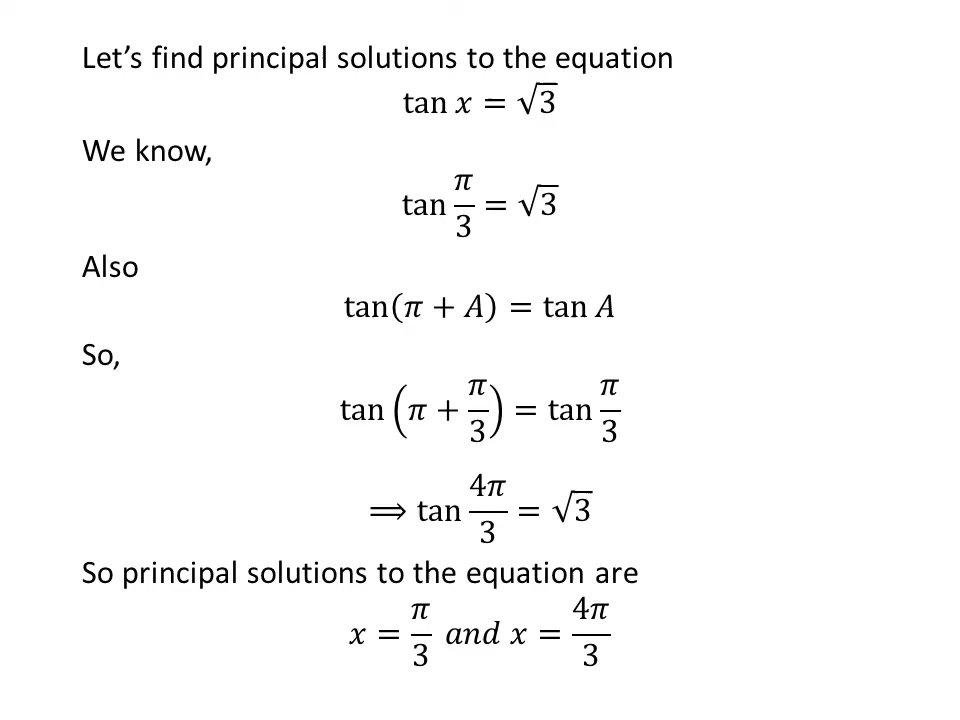 Let’s find principal solutions to the equation
tan 𝑥 = √3
We know,
tan 𝜋/3 = √3
Also
tan(𝜋 + 𝐴) = tan 𝐴
So,
tan (𝜋 + 𝜋/3) = tan 𝜋/3
⟹ tan 4𝜋/3 = √3
So principal solutions to the equation are
𝑥 = 𝜋/3 𝑎𝑛𝑑 𝑥 = 4𝜋/3